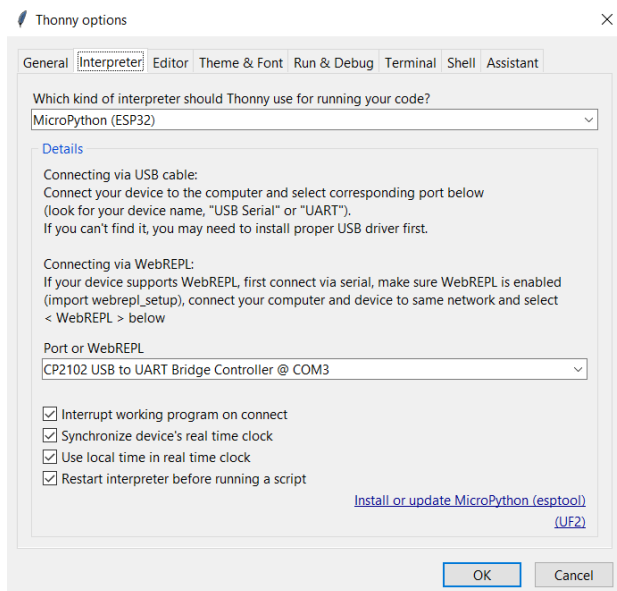 Thonny options
General Interpreter Editor Theme & Font Run & Debug Terminal Shell Assistant
Which kind of interpreter should Thonny use for running your code?
MicroPython (ESP32)
Details
Connecting via USB cable:
Connect your device to the computer and select corresponding port below
(look for your device name, "USB Serial" or "UART").
If you can't find it, you may need to install proper USB driver first.
Connecting via WebREPL:
If your device supports WebREPL, first connect via serial, make sure WebREPL is enabled
(import webrepl_setup), connect your computer and device to same network and select
< WebREPL > below
Port or WebREPL
CP2102 USB to UART Bridge Controller @ COM3
Interrupt working program on connect
Synchronize device's real time clock
Use local time in real time clock
Restart interpreter before running a script
Install or update MicroPython (esptool)
(UF2)
OK Cancel